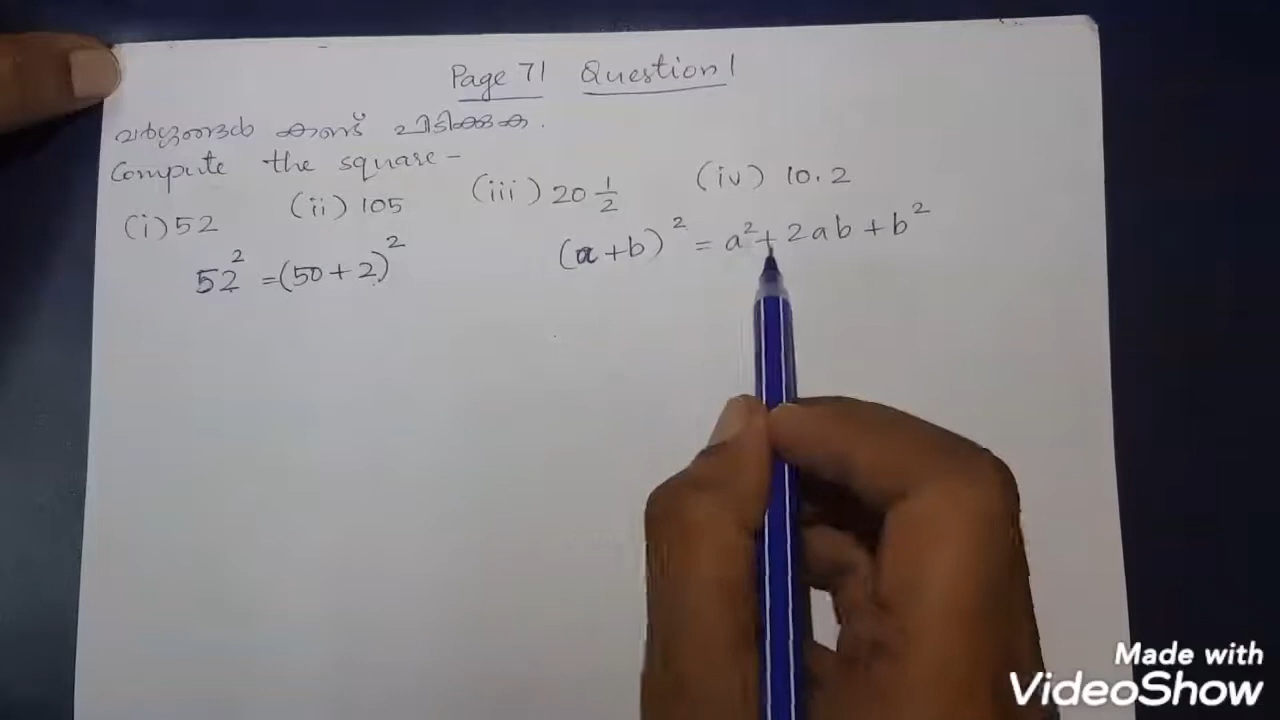 Page 71 Question 1
വർഗ്ഗങ്ങൾ കണ്ട് പിടിക്കുക.
Compute the square –
(i) 52 (ii) 105 (iii) 20 1/2 (iv) 10.2
52² = (50 + 2)² (a + b)² = a² + 2ab + b²
Made with
VideoShow